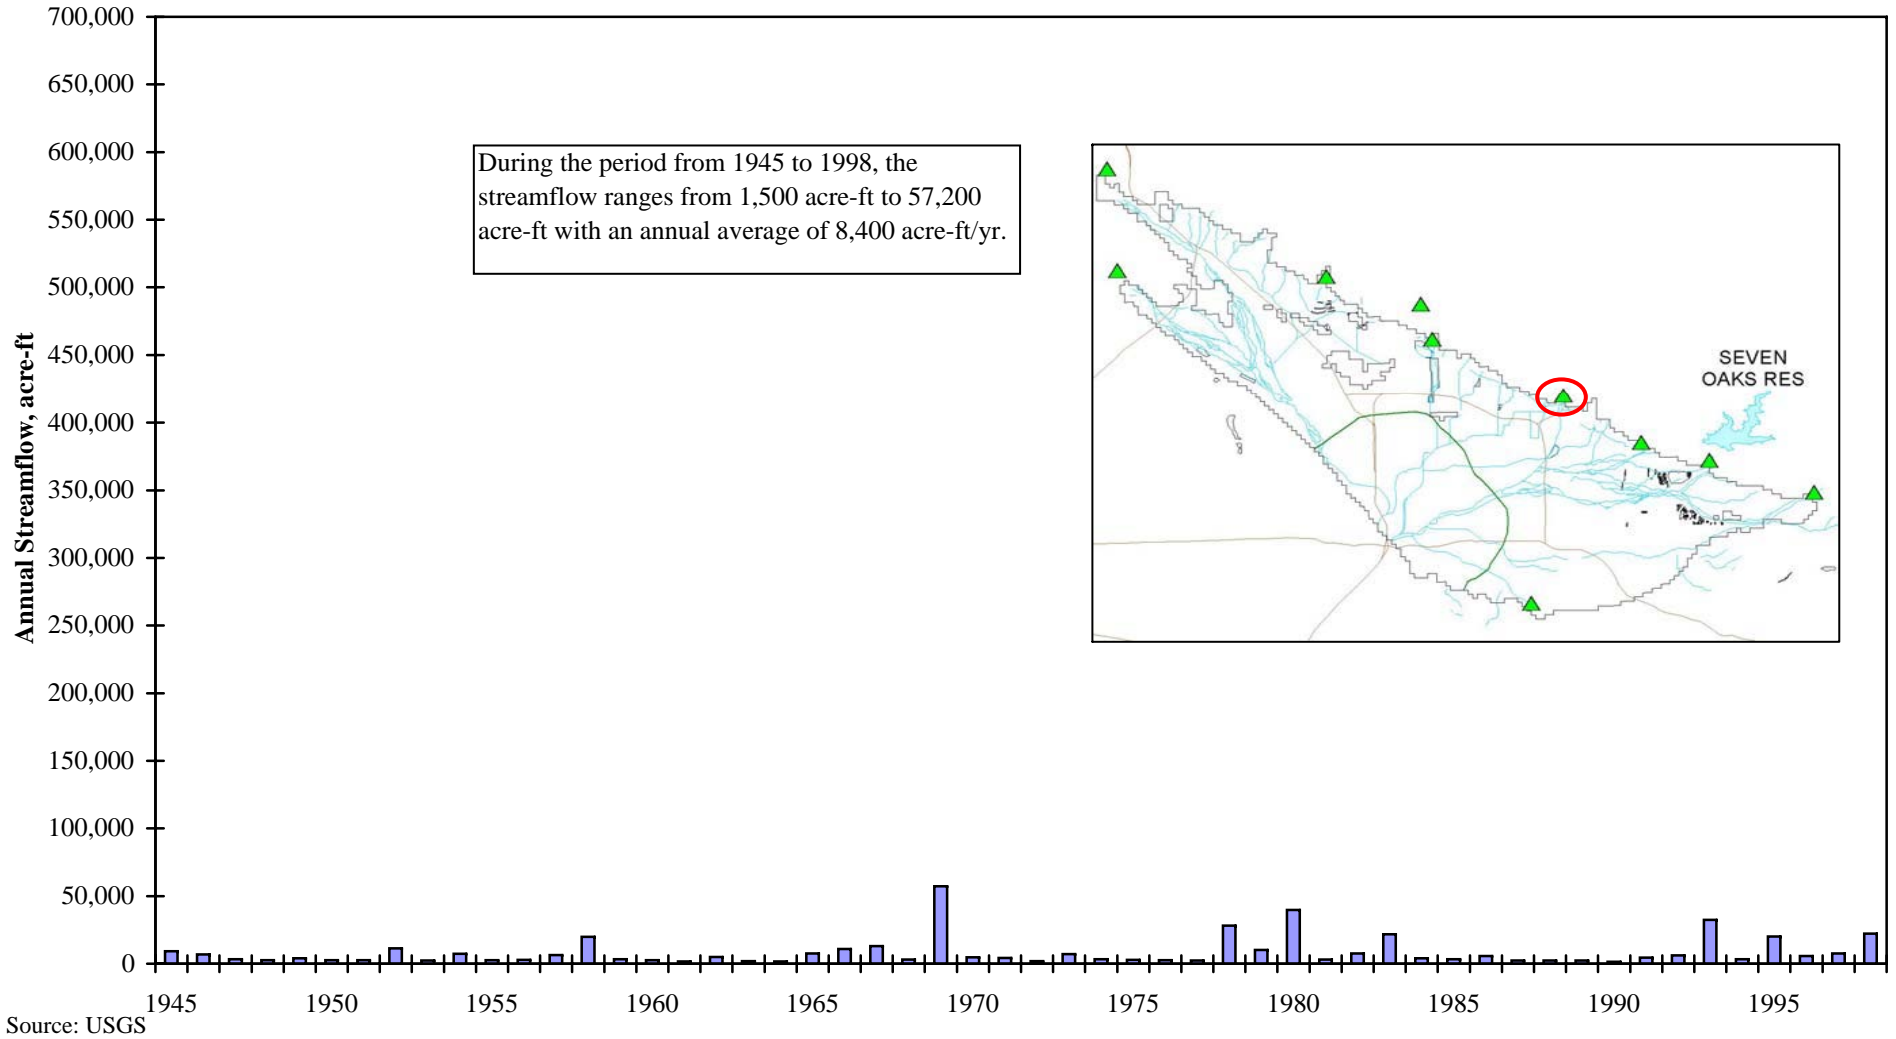 Annual Streamflow, acre-ft
700,000
650,000
600,000
550,000
500,000
450,000
400,000
350,000
300,000
250,000
200,000
150,000
100,000
50,000
0
During the period from 1945 to 1998, the
streamflow ranges from 1,500 acre-ft to 57,200
acre-ft with an annual average of 8,400 acre-ft/yr.
SEVEN
OAKS RES
1945 1950 1955 1960 1965 1970 1975 1980 1985 1990 1995
Source: USGS